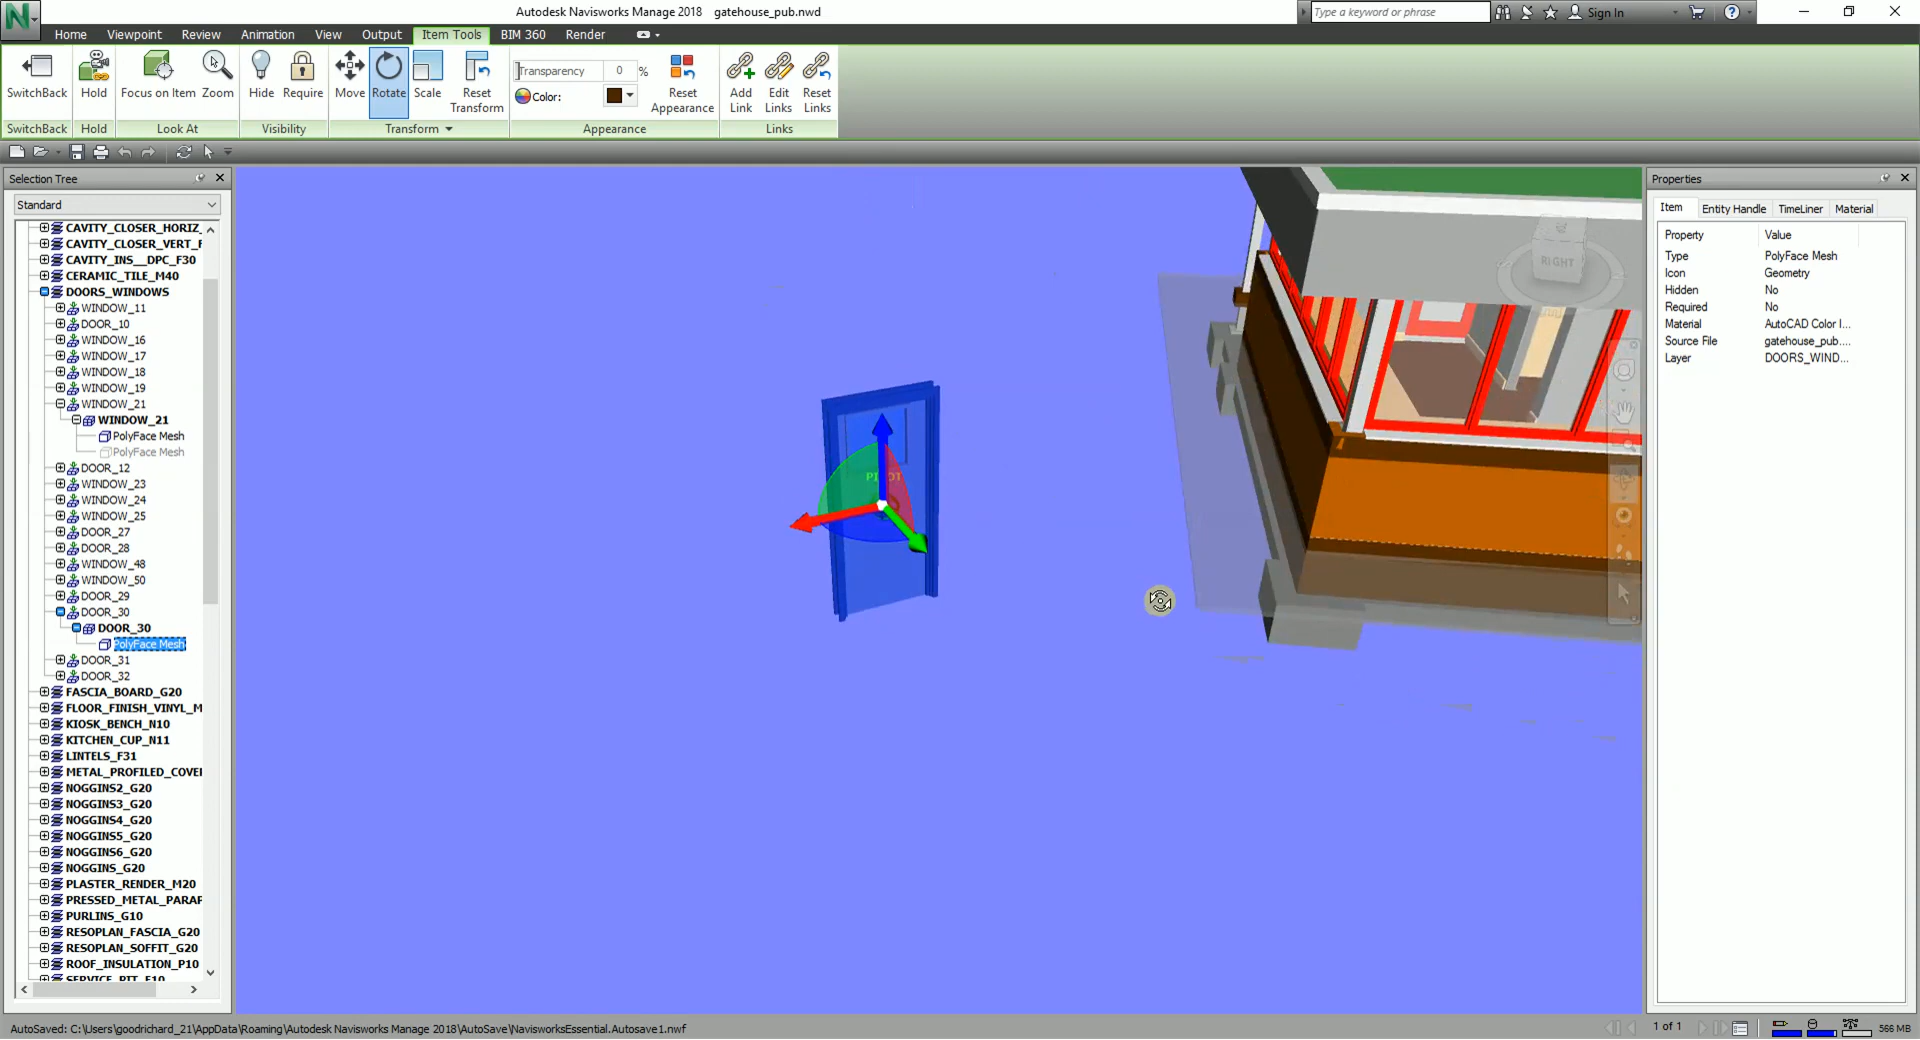 Autodesk Navisworks Manage 2018 gatehouse_pub.nwd
Type a keyword or phrase
Sign In
Home Viewpoint Review Animation View Output Item Tools BIM 360 Render
SwitchBack Hold Focus on Item Zoom Hide Require Move Rotate Scale Reset Transform
Transparency 0 %
Color:
Reset Appearance
Add Link Edit Links Reset Links
SwitchBack Hold Look At Visibility Transform Appearance Links
Selection Tree
Standard
CAVITY_CLOSER_HORIZ_
CAVITY_CLOSER_VERT_F
CAVITY_INS__DPC_F30
CERAMIC_TILE_M40
DOORS_WINDOWS
WINDOW_11
DOOR_10
WINDOW_16
WINDOW_17
WINDOW_18
WINDOW_19
WINDOW_21
WINDOW_21
PolyFace Mesh
PolyFace Mesh
DOOR_12
WINDOW_23
WINDOW_24
WINDOW_25
DOOR_27
DOOR_28
WINDOW_48
WINDOW_50
DOOR_29
DOOR_30
DOOR_30
PolyFace Mesh
DOOR_31
DOOR_32
FASCIA_BOARD_G20
FLOOR_FINISH_VINYL_M
KIOSK_BENCH_N10
KITCHEN_CUP_N11
LINTELS_F31
METAL_PROFILED_COVE
NOGGINS2_G20
NOGGINS3_G20
NOGGINS4_G20
NOGGINS5_G20
NOGGINS6_G20
NOGGINS_G20
PLASTER_RENDER_M20
PRESSED_METAL_PARAF
PURLINS_G10
RESOPLAN_FASCIA_G20
RESOPLAN_SOFFIT_G20
ROOF_INSULATION_P10
SERVICE_PIT_E10
RIGHT
Properties
Item Entity Handle TimeLiner Material
Property Value
Type PolyFace Mesh
Icon Geometry
Hidden No
Required No
Material AutoCAD Color I...
Source File gatehouse_pub....
Layer DOORS_WIND...
AutoSaved: C:\Users\goodrichard_21\AppData\Roaming\Autodesk Navisworks Manage 2018\AutoSave\NavisworksEssential.Autosave1.nwf
1 of 1
566 MB